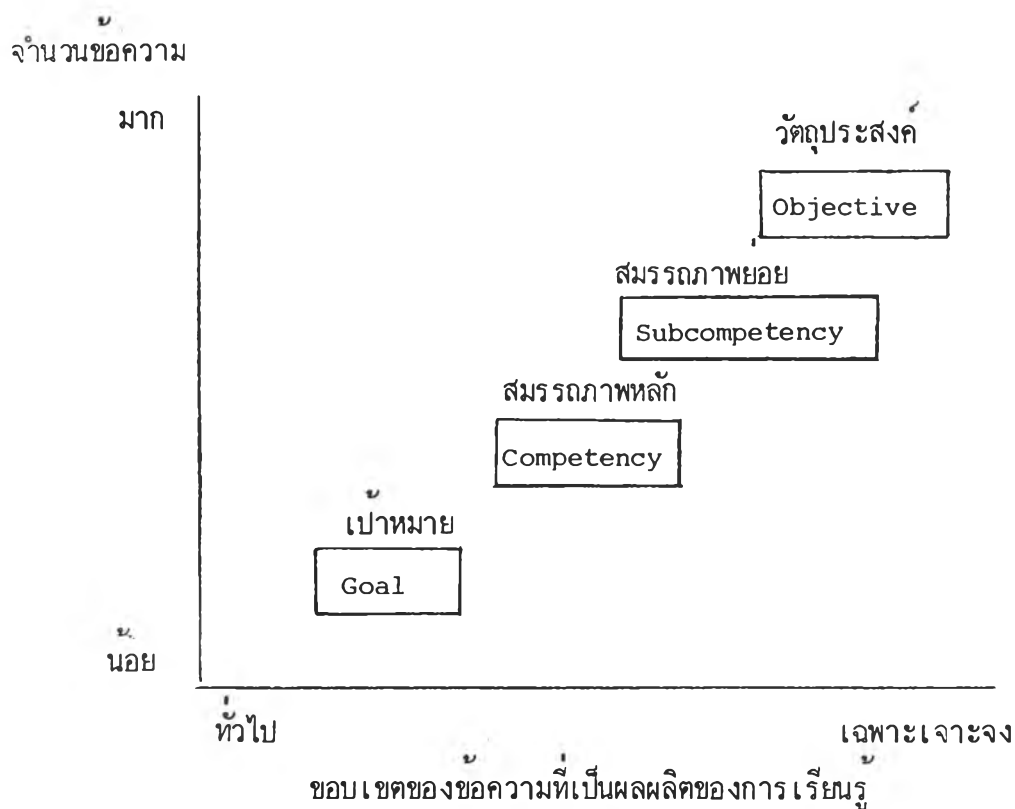 จำนวนข้อความ
มาก
วัตถุประสงค์
Objective
สมรรถภาพย่อย
Subcompetency
สมรรถภาพหลัก
Competency
เป้าหมาย
Goal
น้อย
ทั่วไป เฉพาะเจาะจง
ขอบเขตของข้อความที่เป็นผลผลิตของการเรียนรู้